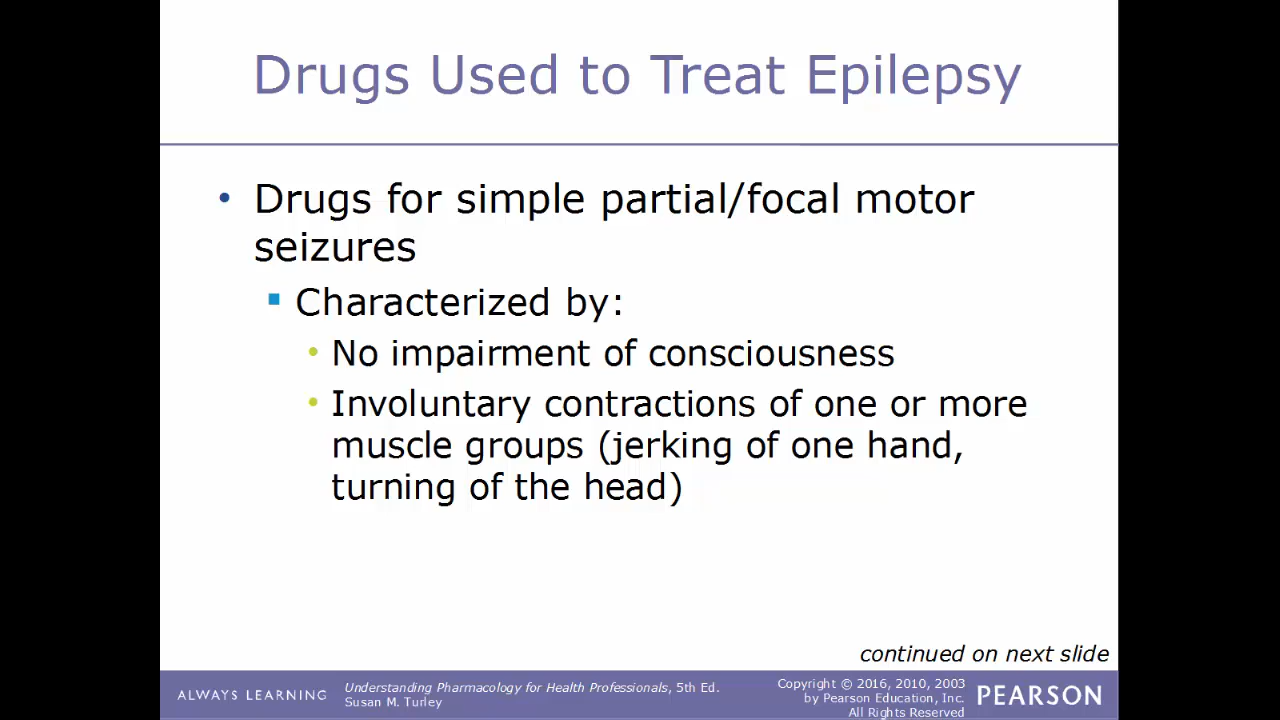 Drugs Used to Treat Epilepsy
• Drugs for simple partial/focal motor
seizures
▪ Characterized by:
• No impairment of consciousness
• Involuntary contractions of one or more
muscle groups (jerking of one hand,
turning of the head)
continued on next slide
ALWAYS LEARNING
Understanding Pharmacology for Health Professionals, 5th Ed.
Susan M. Turley
Copyright © 2016, 2010, 2003
by Pearson Education, Inc.
All Rights Reserved
PEARSON